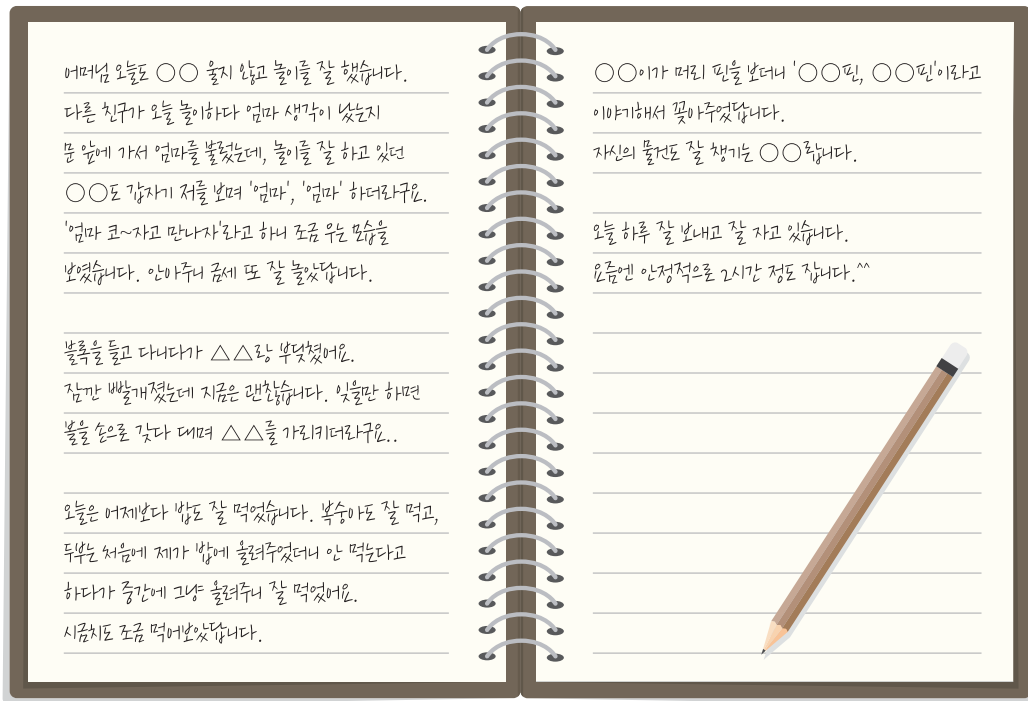 어머님 오늘도 ○○ 울지 않고 놀이를 잘 했습니다.
다른 친구가 오늘 놀이하다 엄마 생각이 났는지
문 앞에 가서 엄마를 불렀는데, 놀이를 잘 하고 있던
○○도 갑자기 저를 보며 '엄마', '엄마' 하더라구요.
'엄마 코~자고 만나자'라고 하니 조금 우는 모습을
보였습니다. 안아주니 금세 또 잘 놀았답니다.
블록을 들고 다니다가 △△랑 부딪쳤어요.
잠깐 빨개졌는데 지금은 괜찮습니다. 잊을만 하면
볼을 손으로 갖다 대며 △△를 가리키더라구요..
오늘은 어제보다 밥도 잘 먹었습니다. 복숭아도 잘 먹고,
두부는 처음에 제가 밥에 올려주었더니 안 먹는다고
하다가 중간에 그냥 올려주니 잘 먹었어요.
시금치도 조금 먹어보았답니다.
○○이가 머리 핀을 보더니 '○○핀, ○○핀'이라고
이야기해서 꽂아주었답니다.
자신의 물건도 잘 챙기는 ○○랍니다.
오늘 하루 잘 보내고 잘 자고 있습니다.
요즘엔 안정적으로 2시간 정도 잡니다.^^